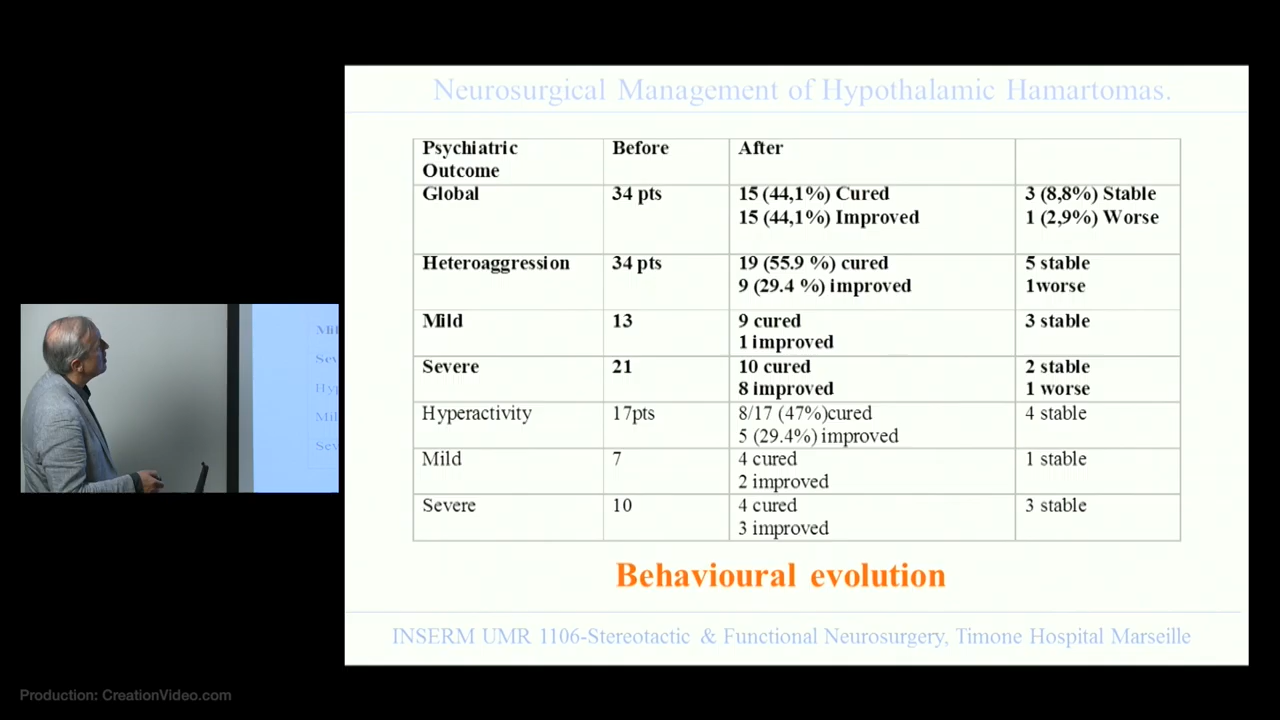 Neurosurgical Management of Hypothalamic Hamartomas.
Psychiatric Outcome Before After
Global 34 pts 15 (44,1%) Cured 3 (8,8%) Stable
15 (44,1%) Improved 1 (2,9%) Worse
Heteroaggression 34 pts 19 (55.9 %) cured 5 stable
9 (29.4 %) improved 1worse
Mild 13 9 cured 3 stable
1 improved
Severe 21 10 cured 2 stable
8 improved 1 worse
Hyperactivity 17pts 8/17 (47%)cured 4 stable
5 (29.4%) improved
Mild 7 4 cured 1 stable
2 improved
Severe 10 4 cured 3 stable
3 improved
Behavioural evolution
INSERM UMR 1106-Stereotactic & Functional Neurosurgery, Timone Hospital Marseille
Production: CreationVideo.com